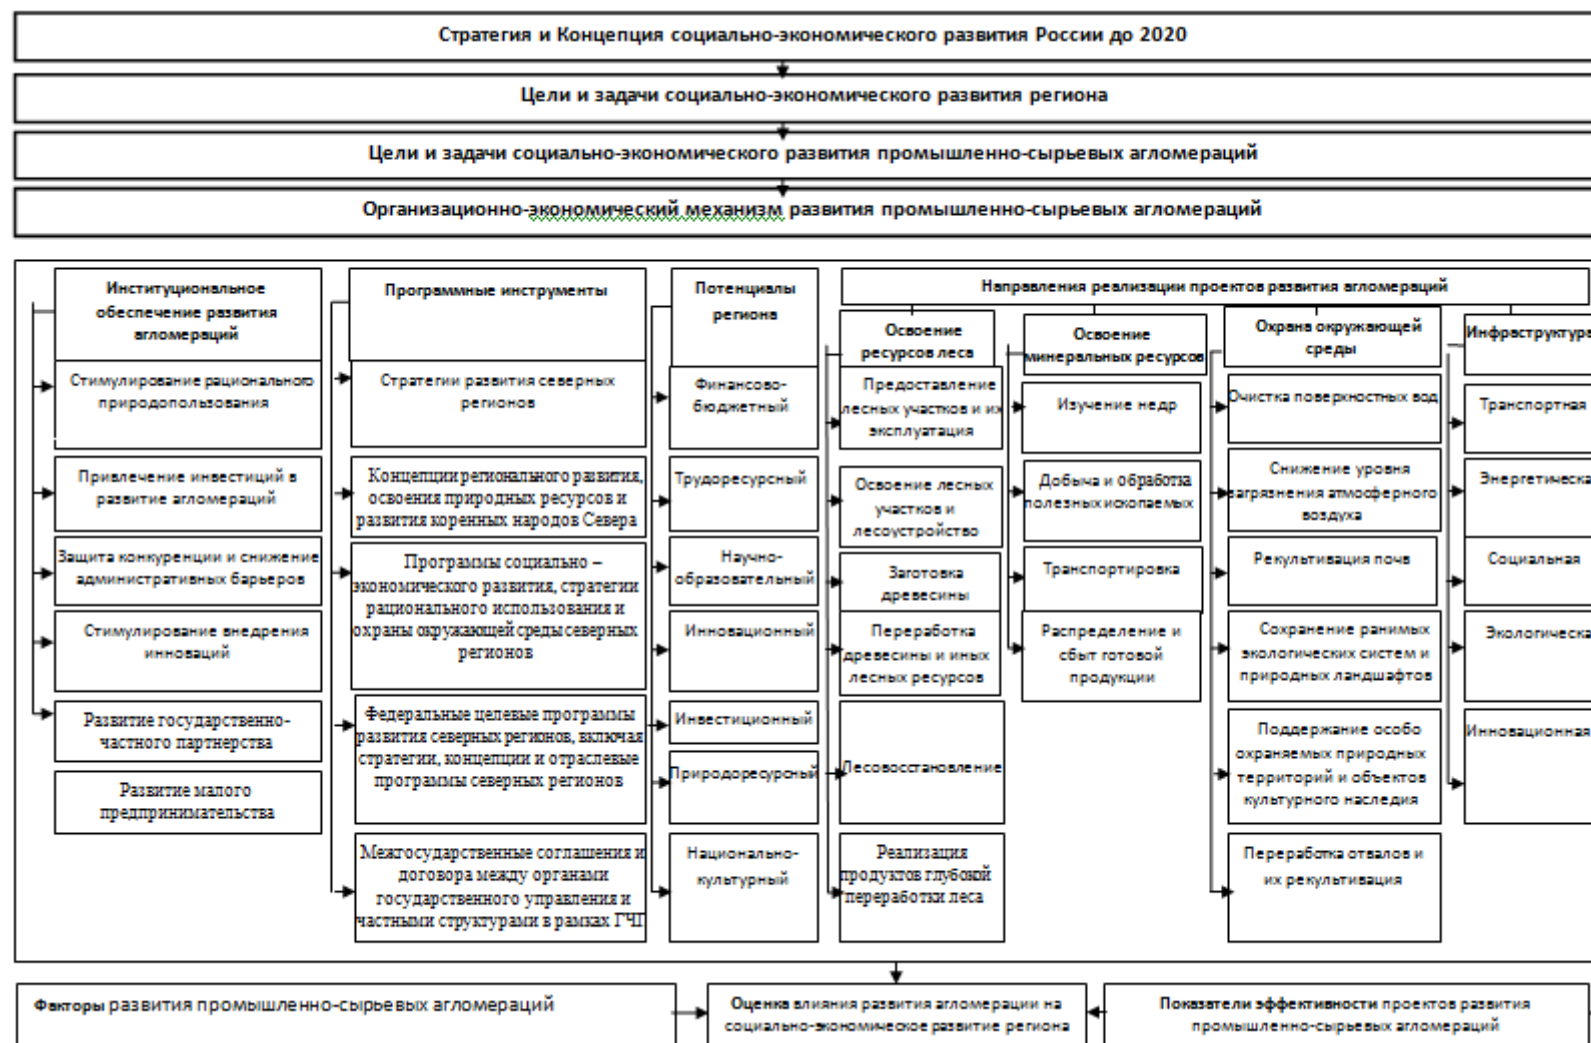 Стратегия и Концепция социально-экономического развития России до 2020
Цели и задачи социально-экономического развития региона
Цели и задачи социально-экономического развития промышленно-сырьевых агломераций
Организационно-экономический механизм развития промышленно-сырьевых агломераций
Институциональное
обеспечение развития
агломераций
Стимулирование рационального
природопользования
Привлечение инвестиций в
развитие агломераций
Защита конкуренции и снижение
административных барьеров
Стимулирование внедрения
инноваций
Развитие государственно-
частного партнерства
Развитие малого
предпринимательства
Программные инструменты
Стратегии развития северных
регионов
Концепции регионального развития,
освоения природных ресурсов и
развития коренных народов Севера
Программы социально –
экономического развития, стратегии
рационального использования и
охраны окружающей среды северных
регионов
Федеральные целевые программы
развития северных регионов, включая
стратегии, концепции и отраслевые
программы северных регионов
Межгосударственные соглашения и
договора между органами
государственного управления и
частными структурами в рамках ГЧП
Потенциалы
региона
Финансово-
бюджетный
Трудоресурсный
Научно-
образовательный
Инновационный
Инвестиционный
Природоресурсный
Национально-
культурный
Направления реализации проектов развития агломераций
Освоение
ресурсов леса
Предоставление
лесных участков и их
эксплуатация
Освоение лесных
участков и
лесоустройство
Заготовка
древесины
Переработка
древесины и иных
лесных ресурсов
Лесовосстановление
Реализация
продуктов глубокой
переработки леса
Освоение
минеральных ресурсов
Изучение недр
Добыча и обработка
полезных ископаемых
Транспортировка
Распределение и
сбыт готовой
продукции
Охрана окружающей
среды
Очистка поверхностных вод
Снижение уровня
загрязнения атмосферного
воздуха
Рекультивация почв
Сохранение ранимых
экологических систем и
природных ландшафтов
Поддержание особо
охраняемых природных
территорий и объектов
культурного наследия
Переработка отвалов и
их рекультивация
Инфраструктура
Транспортная
Энергетическа
Социальная
Экологическа
Инновационная
Факторы развития промышленно-сырьевых агломераций
Оценка влияния развития агломерации на
социально-экономическое развитие региона
Показатели эффективности проектов развития
промышленно-сырьевых агломераций